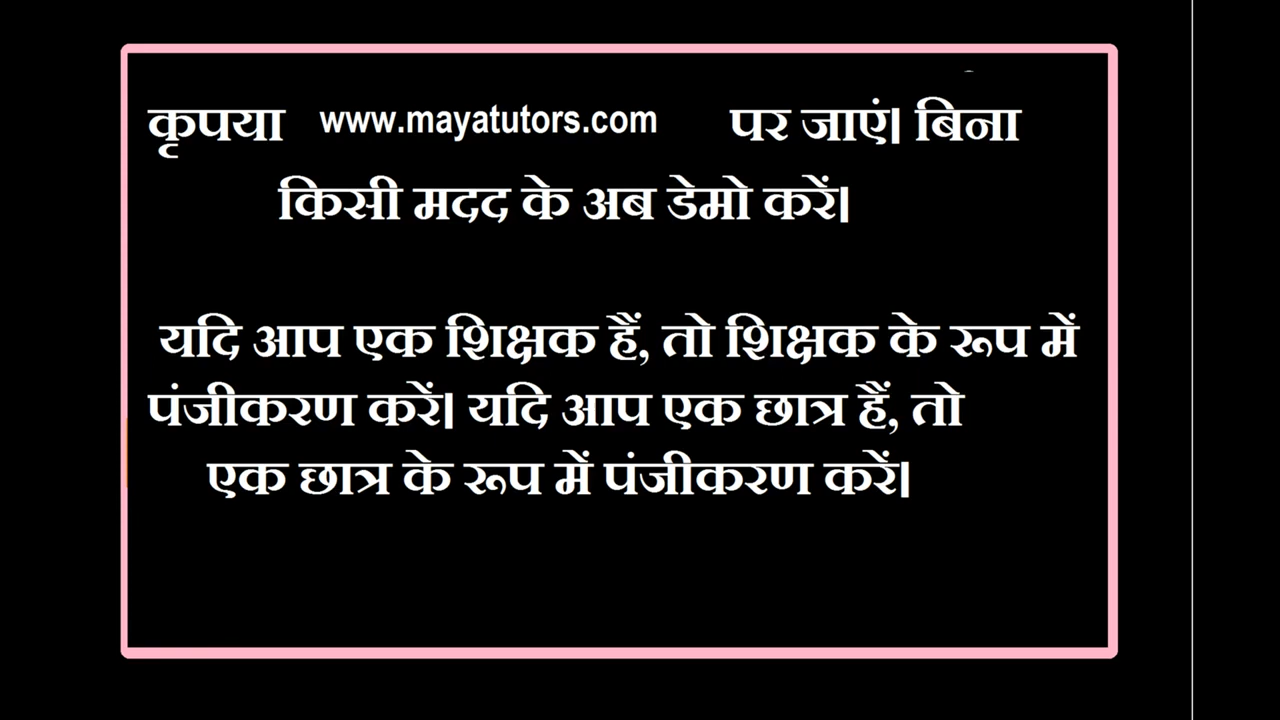 कृपया www.mayatutors.com पर जाएं। बिना
किसी मदद के अब डेमो करें।
यदि आप एक शिक्षक हैं, तो शिक्षक के रूप में
पंजीकरण करें। यदि आप एक छात्र हैं, तो
एक छात्र के रूप में पंजीकरण करें।